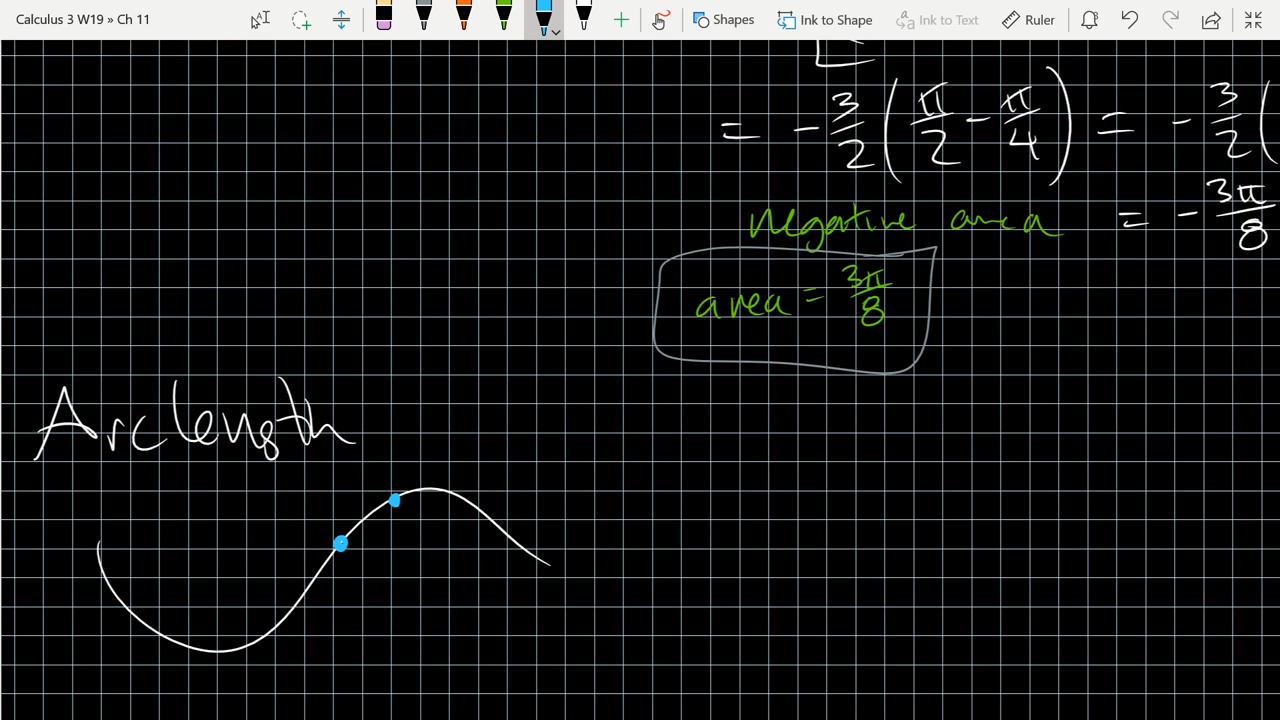 Calculus 3 W19 » Ch 11
Shapes
Ink to Shape
Ink to Text
Ruler
= - 3/2 ( π/2 - π/4 ) = - 3/2 (
negative area = - 3π/8
area = 3π/8
Arclength